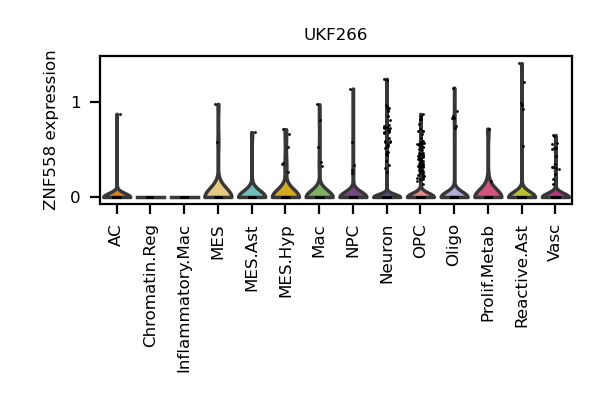 UKF266
ZNF558 expression
1
0
AC
Chromatin.Reg
Inflammatory.Mac
MES
MES.Ast
MES.Hyp
Mac
NPC
Neuron
OPC
Oligo
Prolif.Metab
Reactive.Ast
Vasc